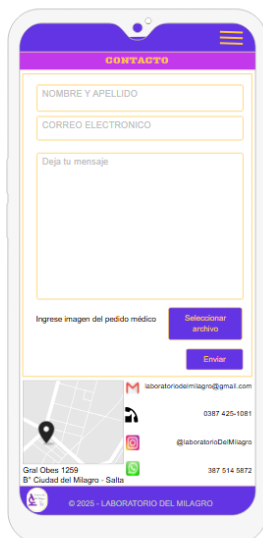 CONTACTO
NOMBRE Y APELLIDO
CORREO ELECTRONICO
Deja tu mensaje
Ingrese imagen del pedido médico
Seleccionar
archivo
Enviar
laboratoriodelmilagro@gmail.com
0387 425-1081
@laboratorioDelMilagro
387 514 5872
Gral Obes 1259
B° Ciudad del Milagro - Salta
© 2025 - LABORATORIO DEL MILAGRO